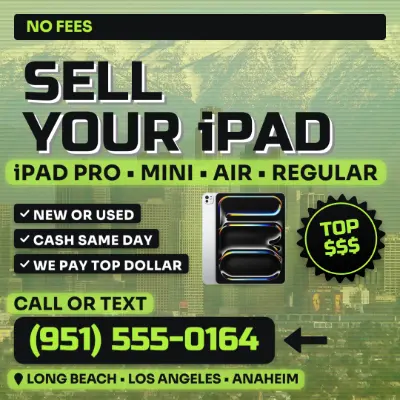 NO FEES
SELL
YOUR iPAD
iPAD PRO ▪ MINI ▪ AIR ▪ REGULAR
✓ NEW OR USED
✓ CASH SAME DAY
✓ WE PAY TOP DOLLAR
TOP
$$$
CALL OR TEXT
(951) 555-0164
LONG BEACH ▪ LOS ANGELES ▪ ANAHEIM